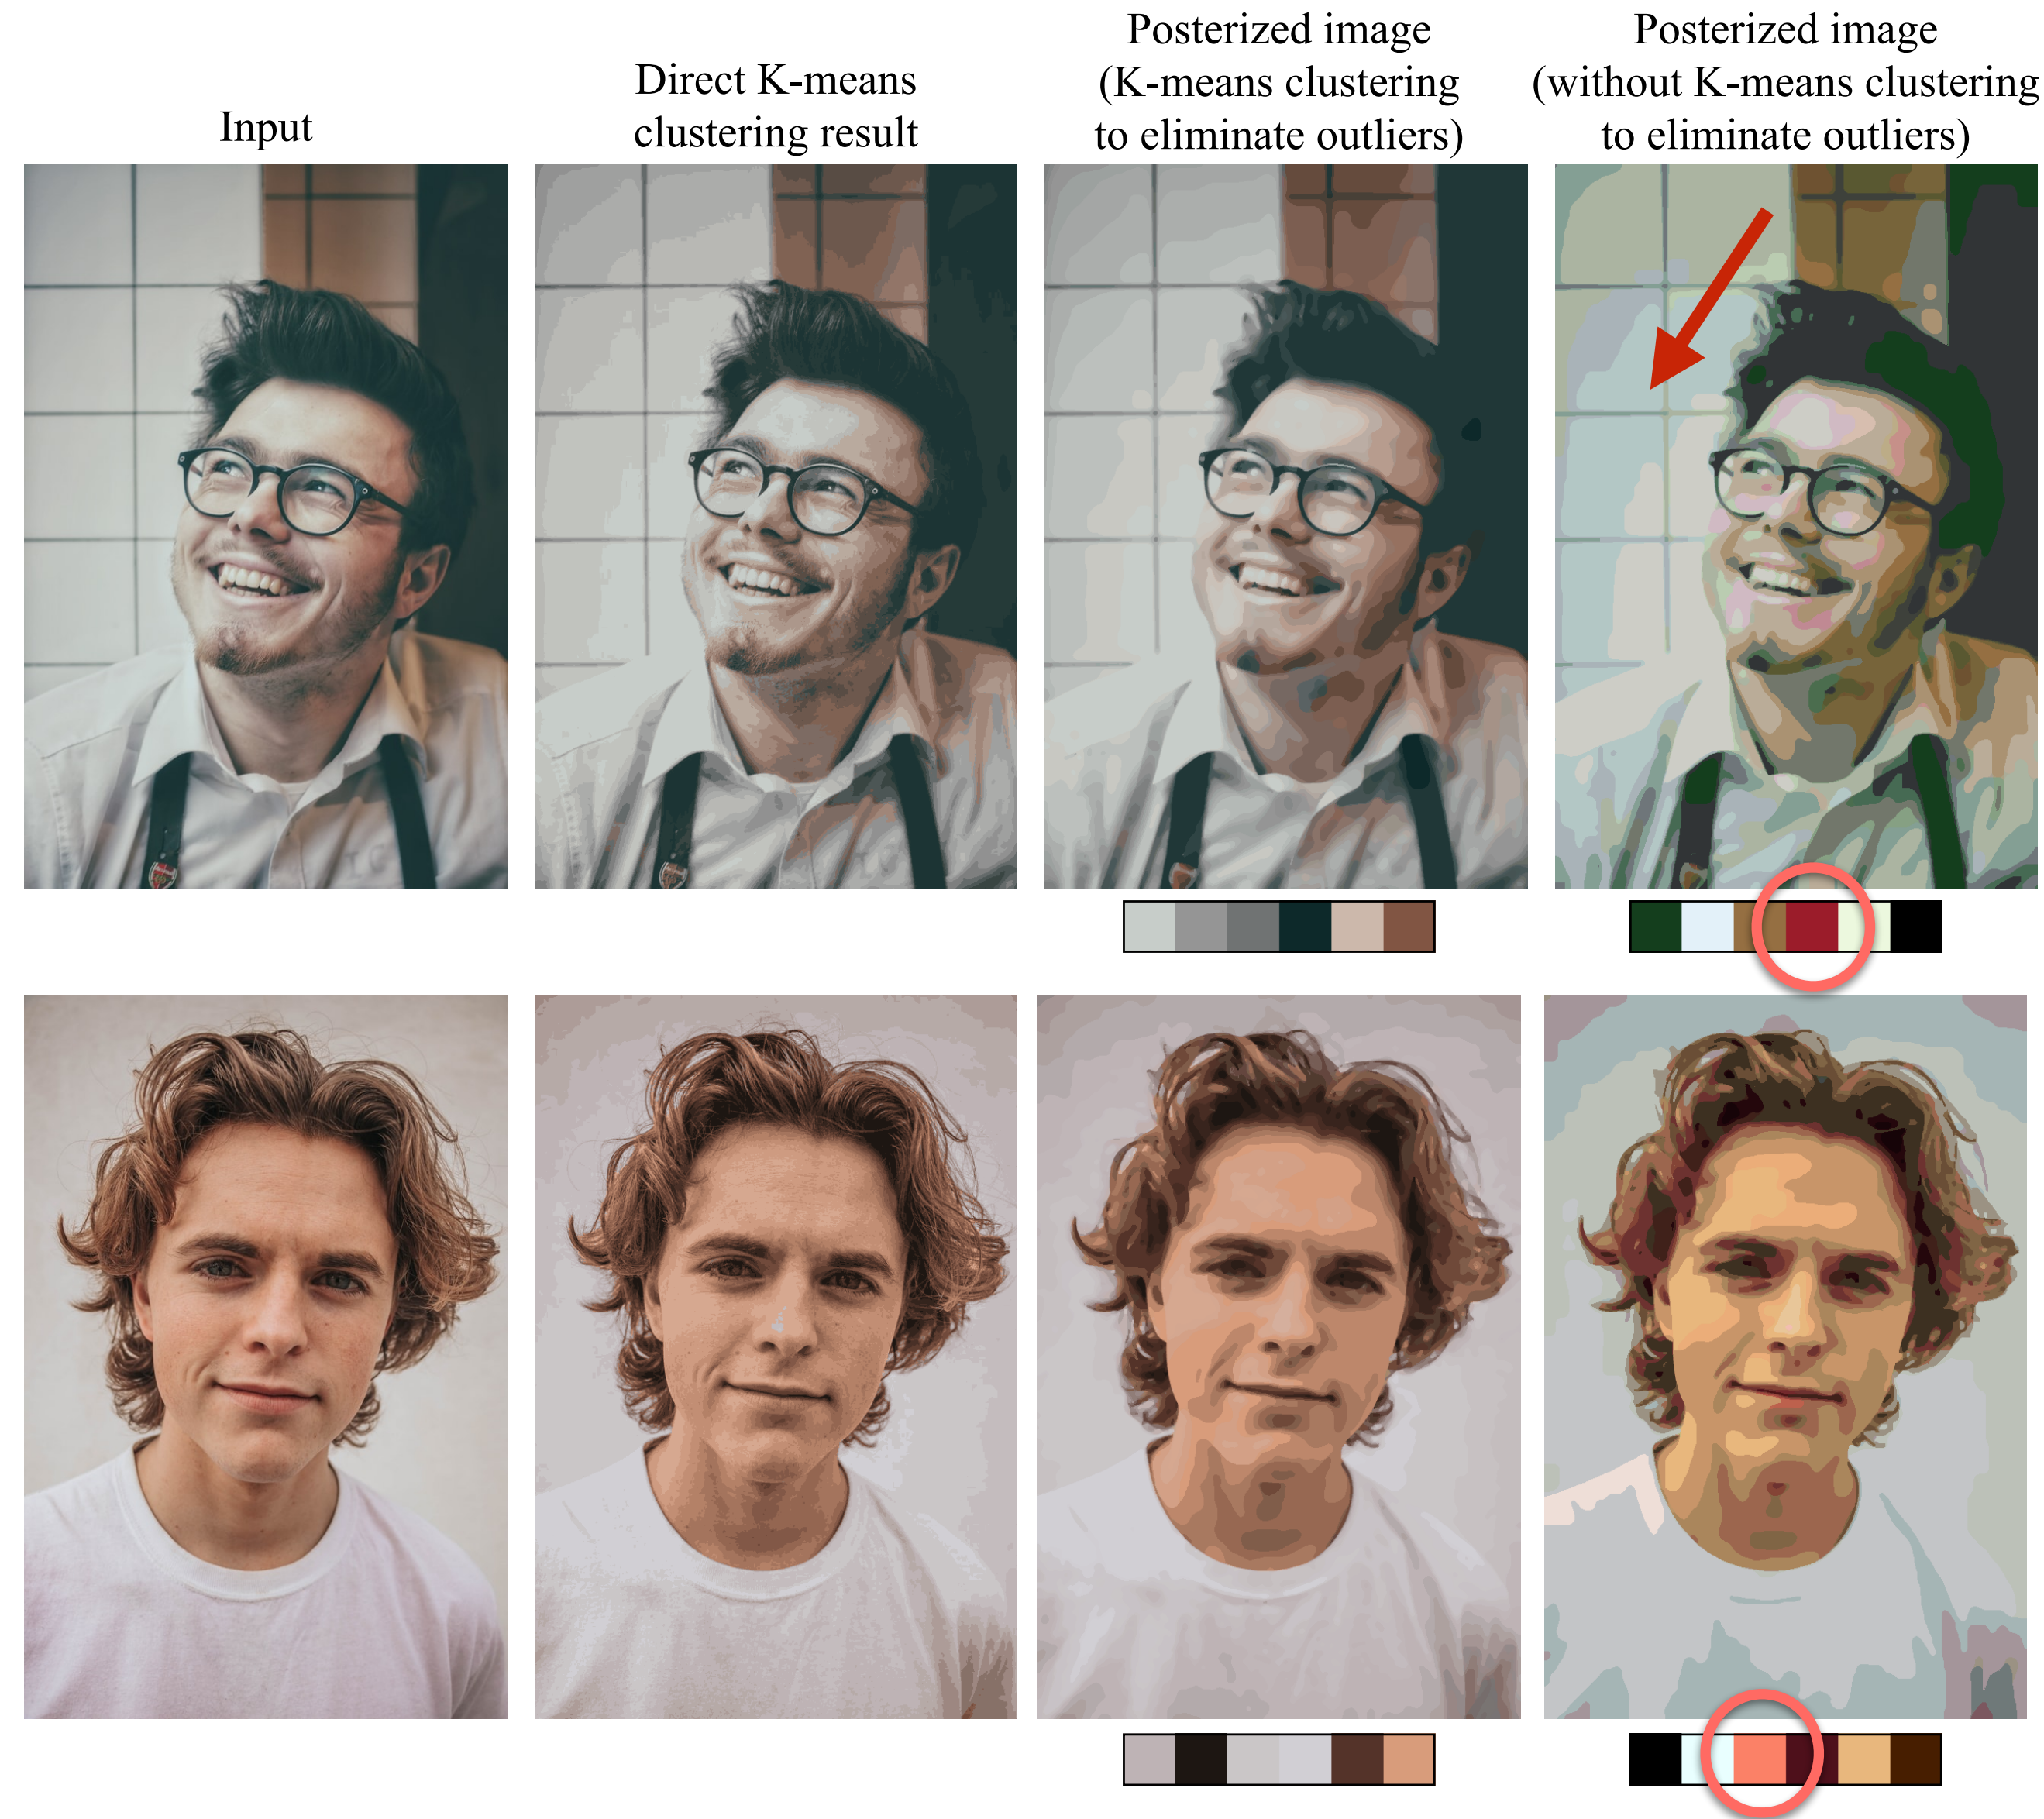 Input
Direct K-means
clustering result
Posterized image
(K-means clustering
to eliminate outliers)
Posterized image
(without K-means clustering
to eliminate outliers)